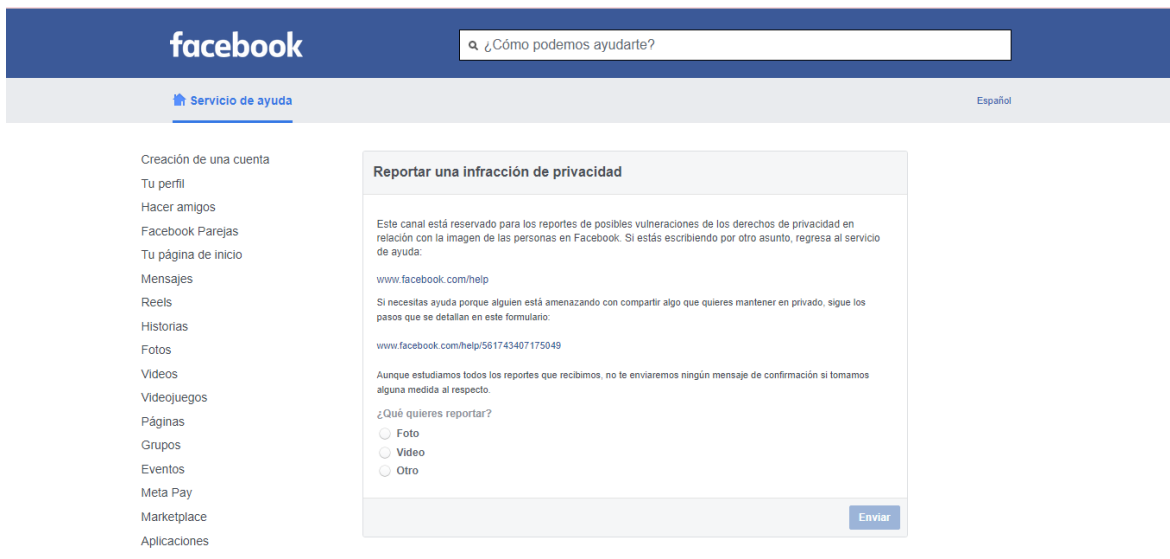 facebook
¿Cómo podemos ayudarte?
Servicio de ayuda
Español
Creación de una cuenta
Tu perfil
Hacer amigos
Facebook Parejas
Tu página de inicio
Mensajes
Reels
Historias
Fotos
Videos
Videojuegos
Páginas
Grupos
Eventos
Meta Pay
Marketplace
Aplicaciones
Reportar una infracción de privacidad
Este canal está reservado para los reportes de posibles vulneraciones de los derechos de privacidad en
relación con la imagen de las personas en Facebook. Si estás escribiendo por otro asunto, regresa al servicio
de ayuda:
www.facebook.com/help
Si necesitas ayuda porque alguien está amenazando con compartir algo que quieres mantener en privado, sigue los
pasos que se detallan en este formulario:
www.facebook.com/help/561743407175049
Aunque estudiamos todos los reportes que recibimos, no te enviaremos ningún mensaje de confirmación si tomamos
alguna medida al respecto.
¿Qué quieres reportar?
Foto
Video
Otro
Enviar